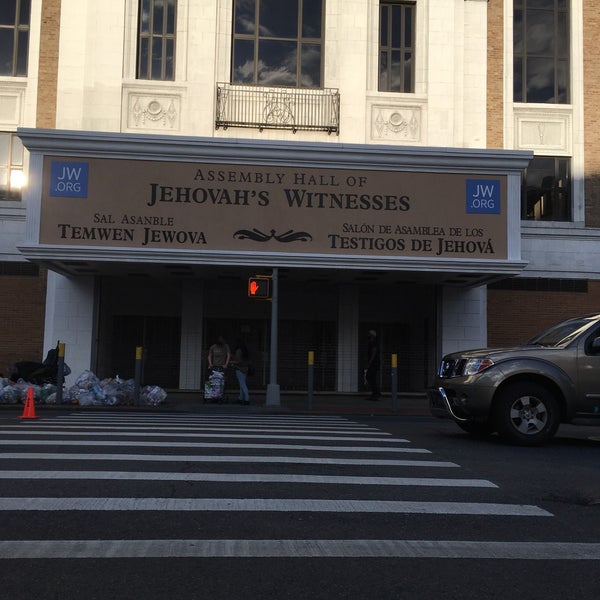 JW
.ORG
ASSEMBLY HALL OF
JEHOVAH'S WITNESSES
SAL ASANBLE
TEMWEN JEWOVA
SALÓN DE ASAMBLEA DE LOS
TESTIGOS DE JEHOVÁ
JW
.ORG